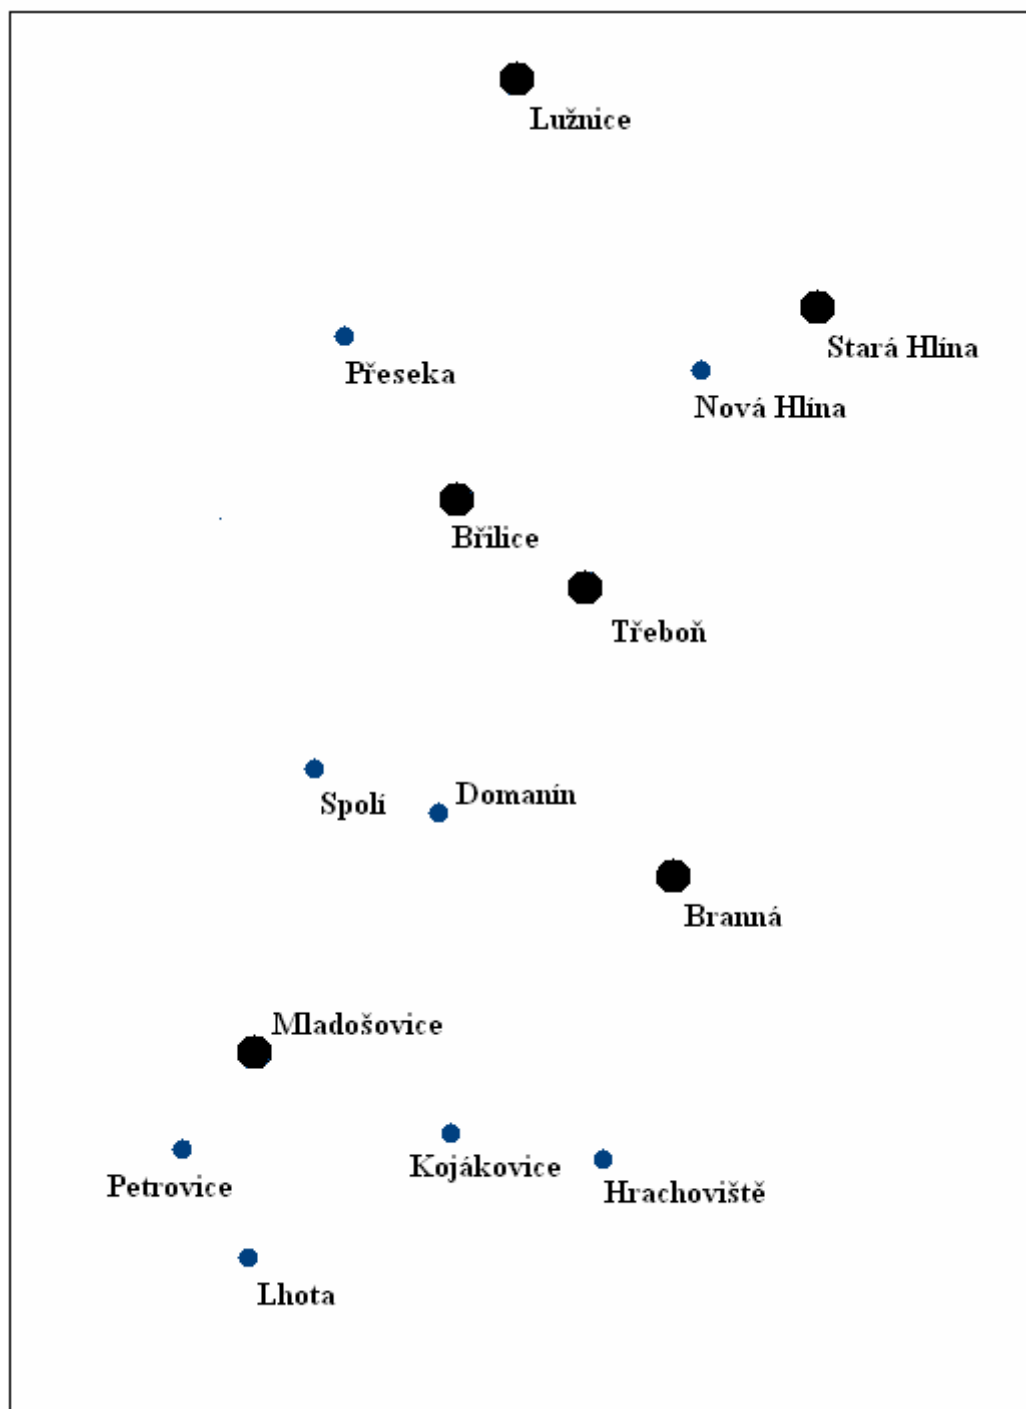 Lužnice
Stará Hlína
Přeseka
Nová Hlína
Břilice
Třeboň
Domanín
Spolí
Branná
Mladošovice
Kojákovice
Petrovice
Hrachoviště
Lhota